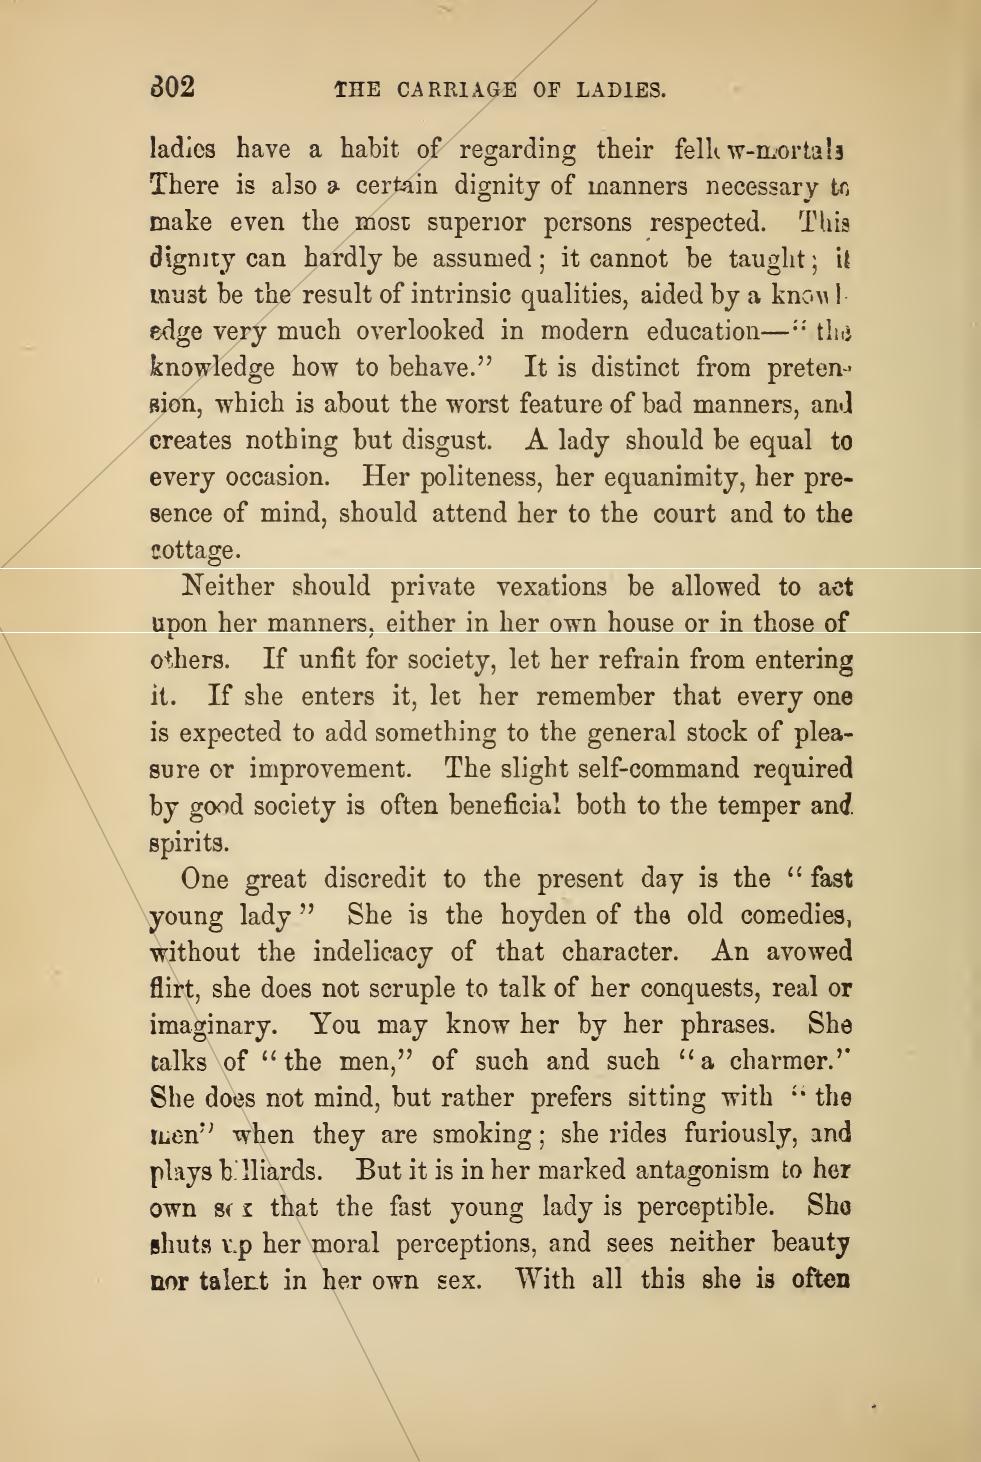 302 THE CARRIAGE OF LADIES.
ladies have a habit of regarding their fellow-mortals
There is also a certain dignity of manners necessary to
make even the most superior persons respected. This
dignity can hardly be assumed; it cannot be taught; it
must be the result of intrinsic qualities, aided by a knowl-
edge very much overlooked in modern education—“the
knowledge how to behave.” It is distinct from preten-
sion, which is about the worst feature of bad manners, and
creates nothing but disgust. A lady should be equal to
every occasion. Her politeness, her equanimity, her pre-
sence of mind, should attend her to the court and to the
cottage.
Neither should private vexations be allowed to act
upon her manners, either in her own house or in those of
others. If unfit for society, let her refrain from entering
it. If she enters it, let her remember that every one
is expected to add something to the general stock of plea-
sure or improvement. The slight self-command required
by good society is often beneficial both to the temper and
spirits.
One great discredit to the present day is the “fast
young lady” She is the hoyden of the old comedies,
without the indelicacy of that character. An avowed
flirt, she does not scruple to talk of her conquests, real or
imaginary. You may know her by her phrases. She
talks of “the men,” of such and such “a charmer.”
She does not mind, but rather prefers sitting with “the
men” when they are smoking; she rides furiously, and
plays billiards. But it is in her marked antagonism to her
own sex that the fast young lady is perceptible. She
shuts up her moral perceptions, and sees neither beauty
nor talent in her own sex. With all this she is often